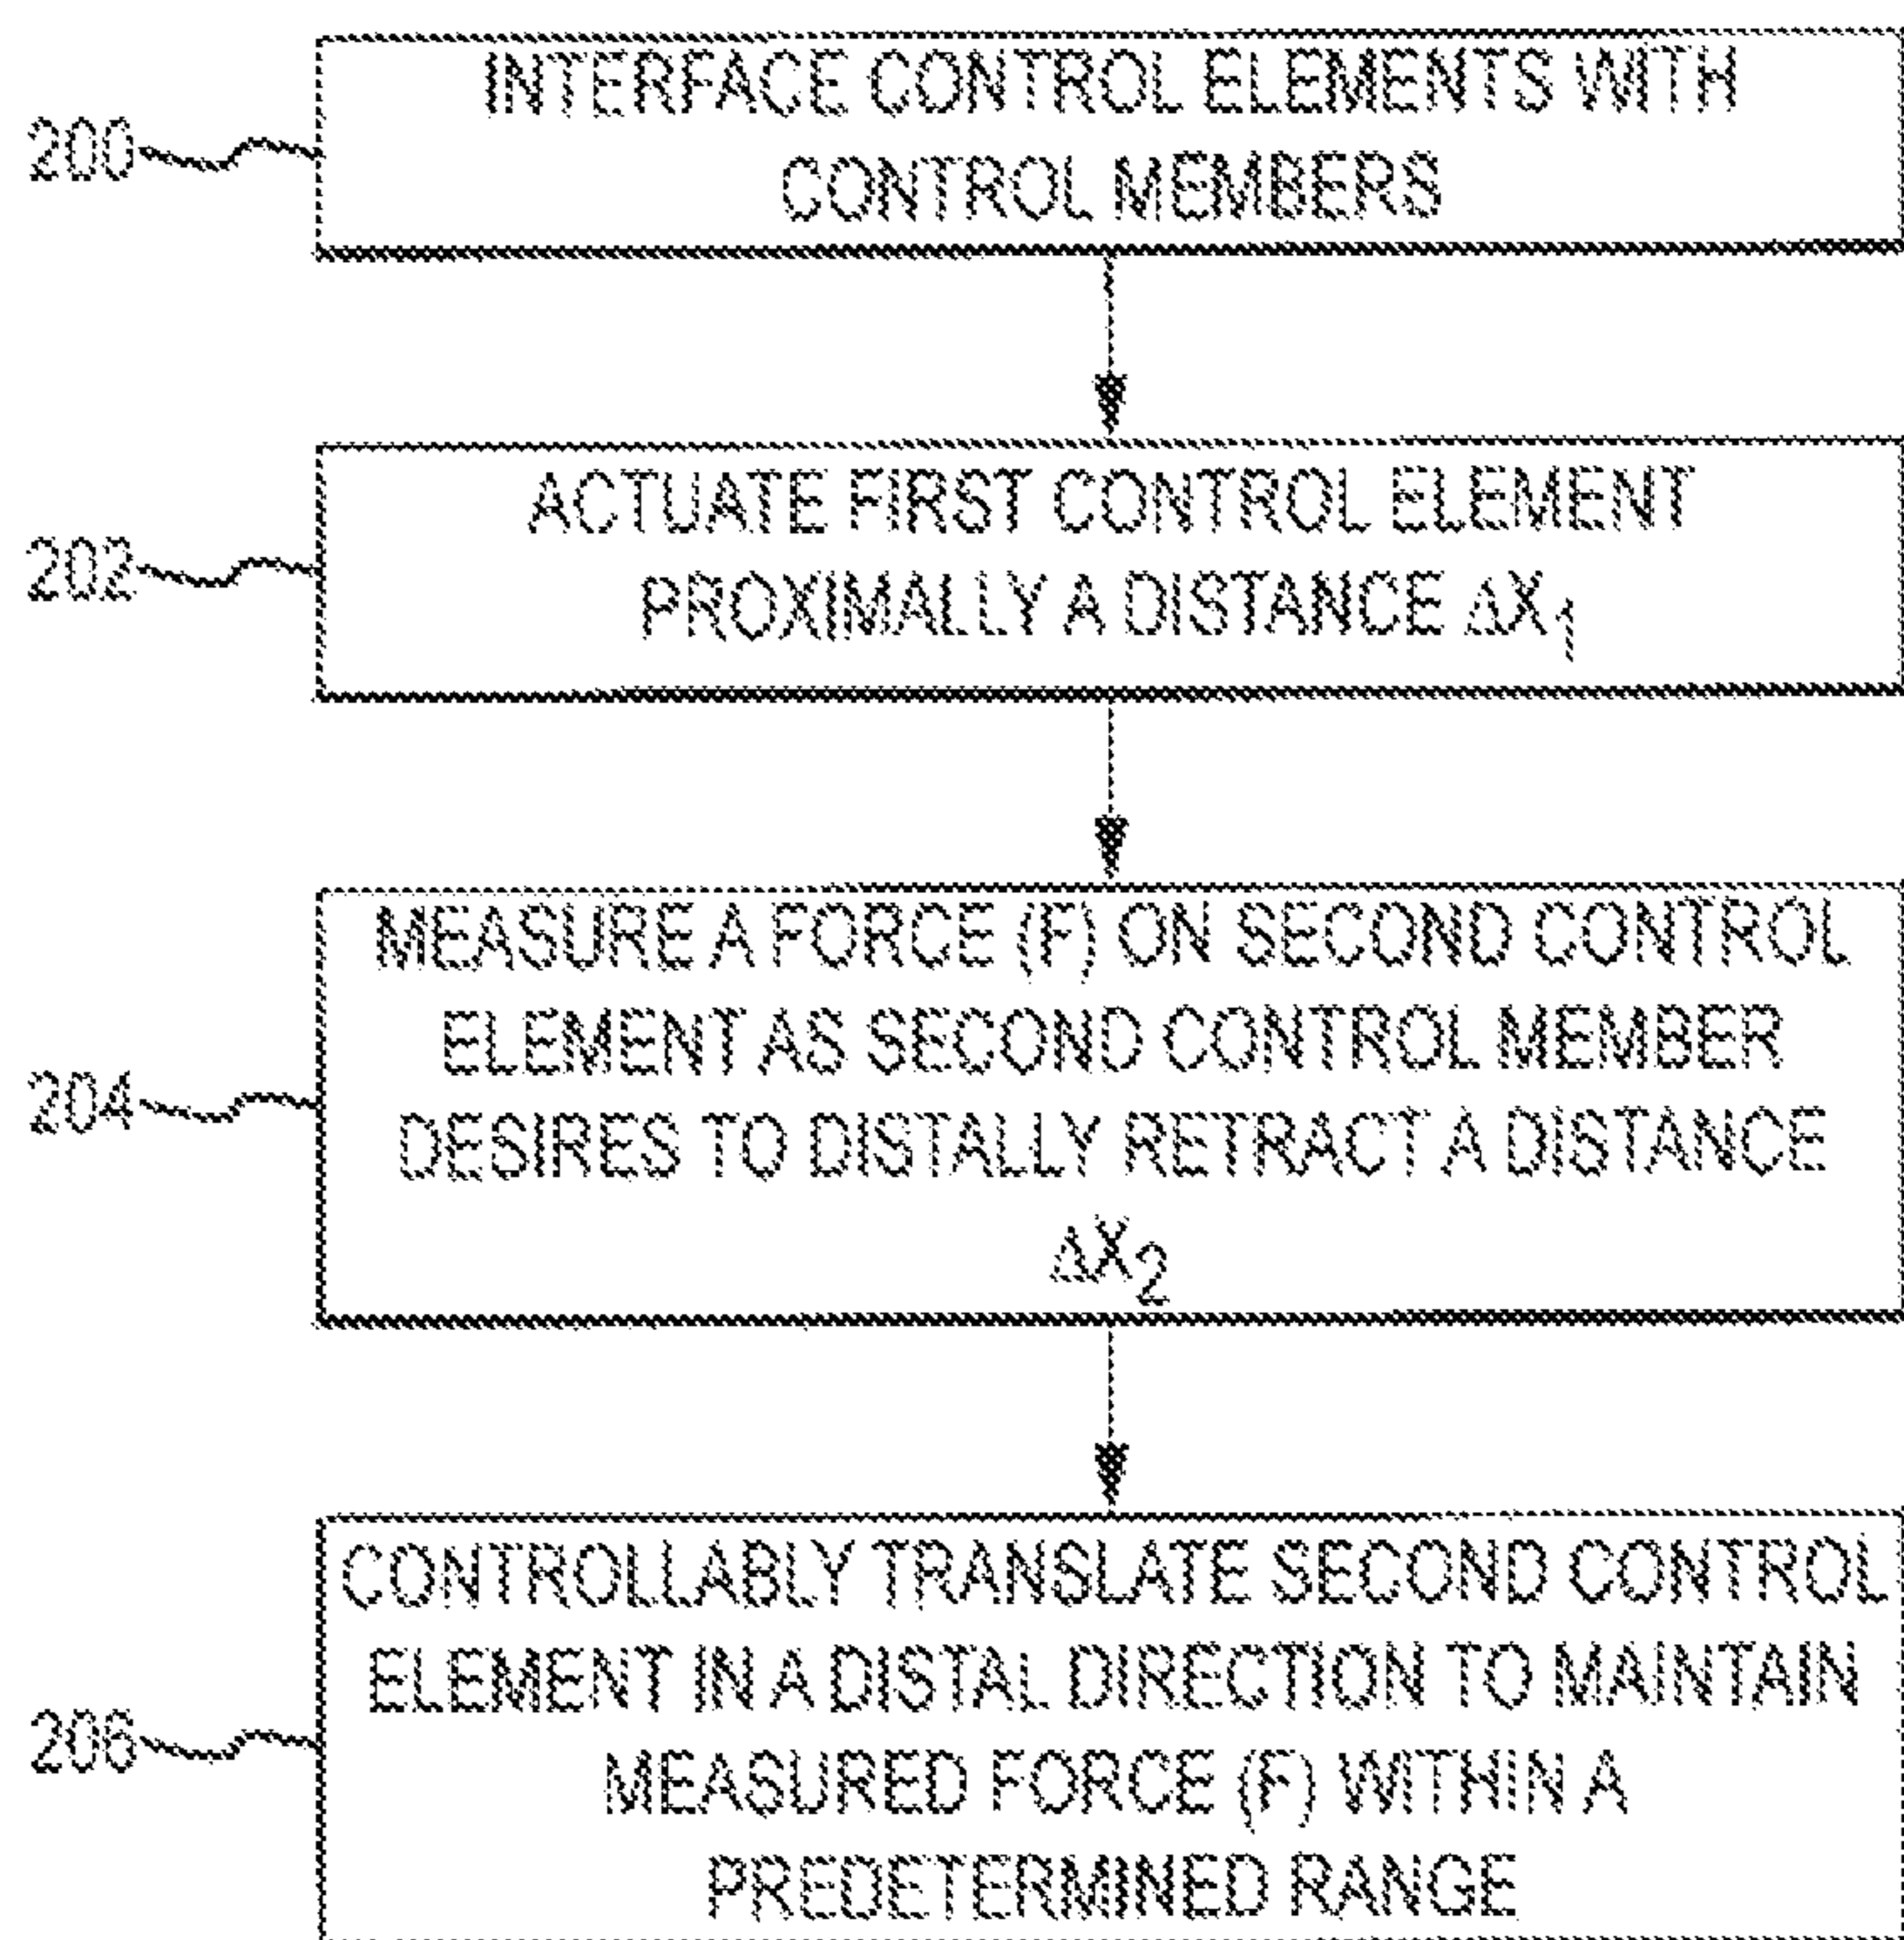 INTERFACE CONTROL ELEMENTS WITH
CONTROL MEMBERS
200
ACTUATE FIRST CONTROL ELEMENT
PROXIMALLY A DISTANCE ΔX1
202
MEASURE A FORCE (F) ON SECOND CONTROL
ELEMENT AS SECOND CONTROL MEMBER
DESIRES TO DISTALLY RETRACT A DISTANCE
ΔX2
204
CONTROLLABLY TRANSLATE SECOND CONTROL
ELEMENT IN A DISTAL DIRECTION TO MAINTAIN
MEASURED FORCE (F) WITHIN A
PREDETERMINED RANGE
206